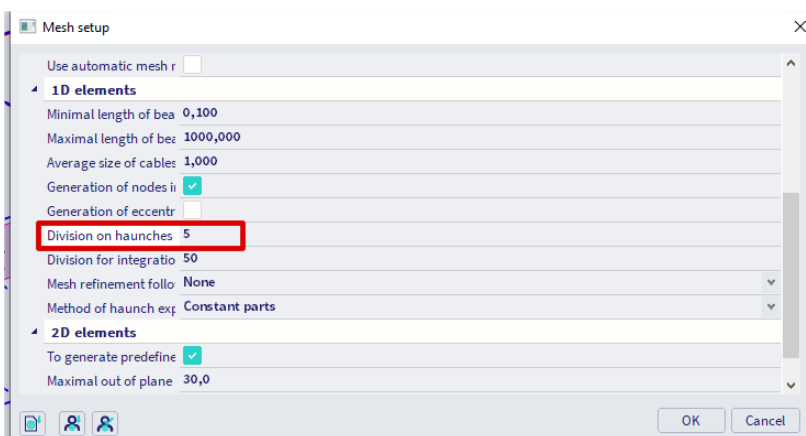 Mesh setup
Use automatic mesh r
1D elements
Minimal length of bea 0,100
Maximal length of bea 1000,000
Average size of cables 1,000
Generation of nodes i
Generation of eccentr
Division on haunches 5
Division for integratio 50
Mesh refinement follo None
Method of haunch exp Constant parts
2D elements
To generate predefine
Maximal out of plane 30,0
OK Cancel